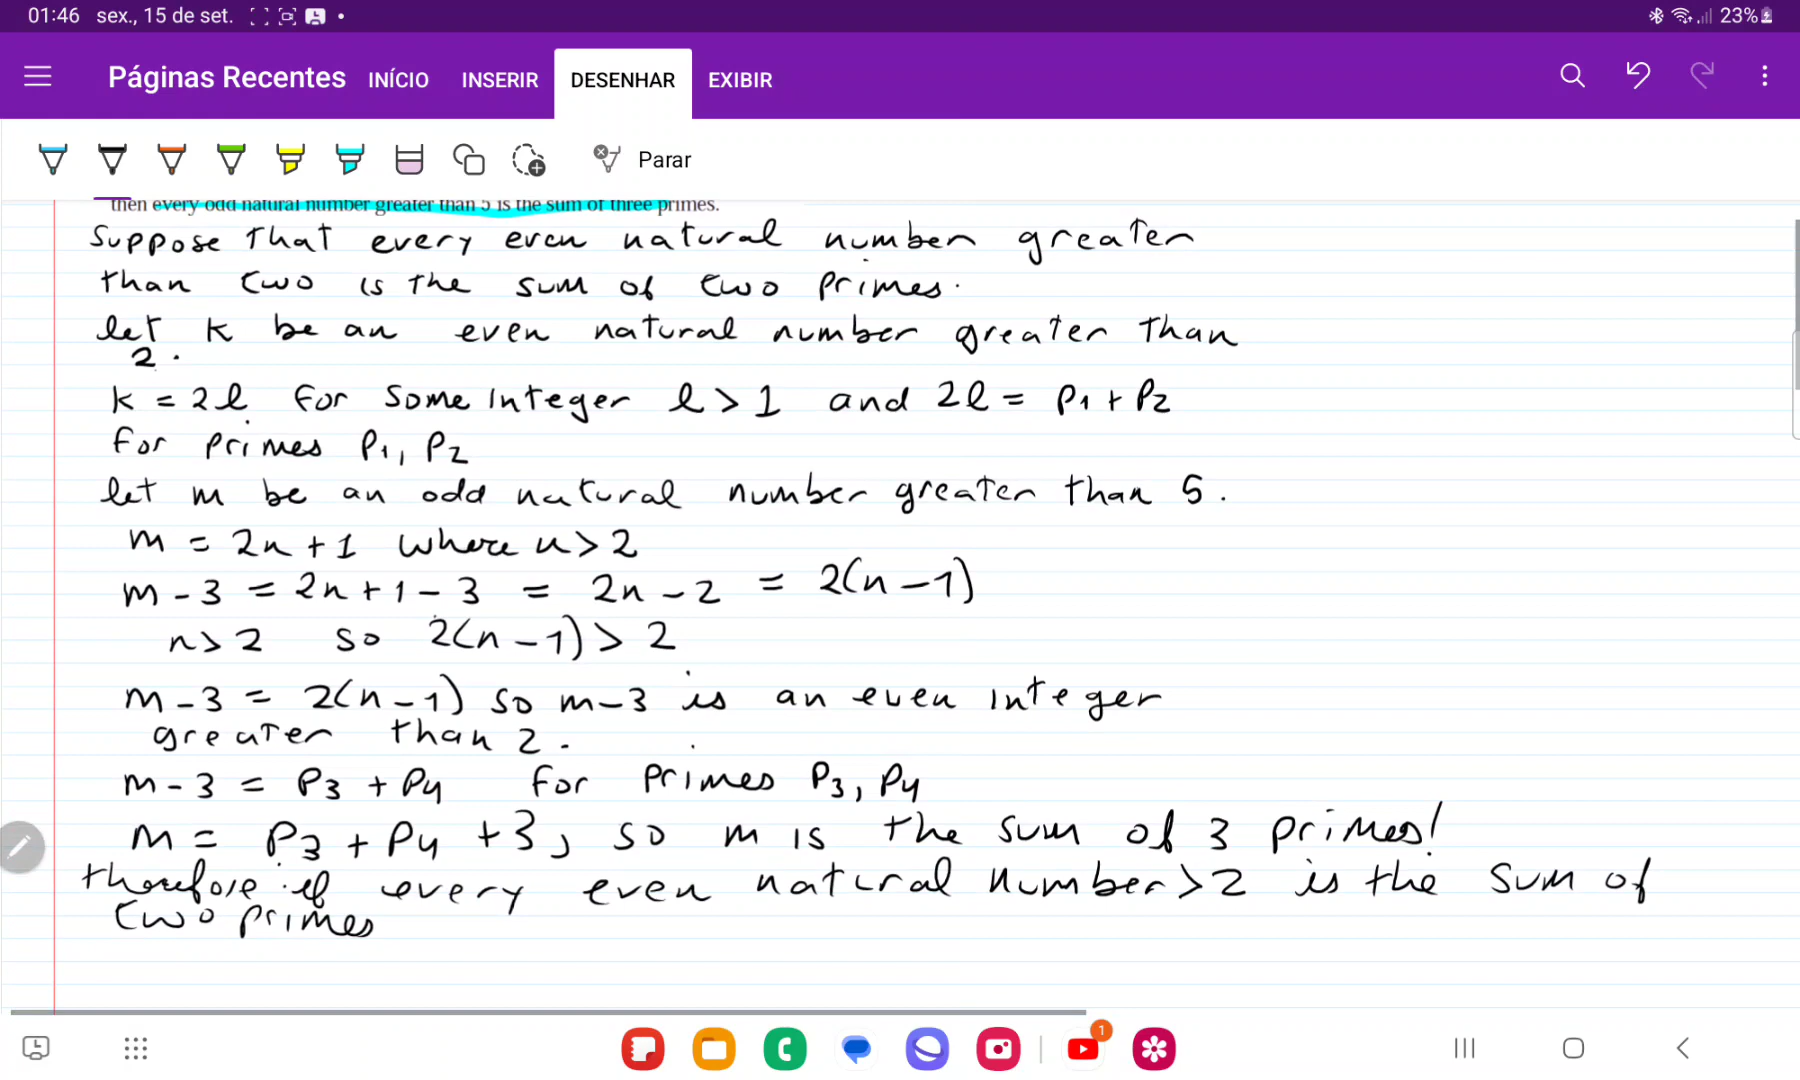 01:46 sex., 15 de set. 23%
Páginas Recentes INÍCIO INSERIR DESENHAR EXIBIR
Parar
then every odd natural number greater than 5 is the sum of three primes.
Suppose that every even natural number greater
than two is the sum of two primes.
let k be an even natural number greater than
2.
k = 2l for some integer l > 1 and 2l = P1 + P2
for primes P1, P2
let m be an odd natural number greater than 5.
m = 2n + 1 where n > 2
m - 3 = 2n + 1 - 3 = 2n - 2 = 2(n - 1)
n > 2 so 2(n - 1) > 2
m - 3 = 2(n - 1) so m - 3 is an even integer
greater than 2.
m - 3 = P3 + P4 for primes P3, P4
m = P3 + P4 + 3, so m is the sum of 3 primes!
therefore if every even natural number > 2 is the sum of
two primes
1